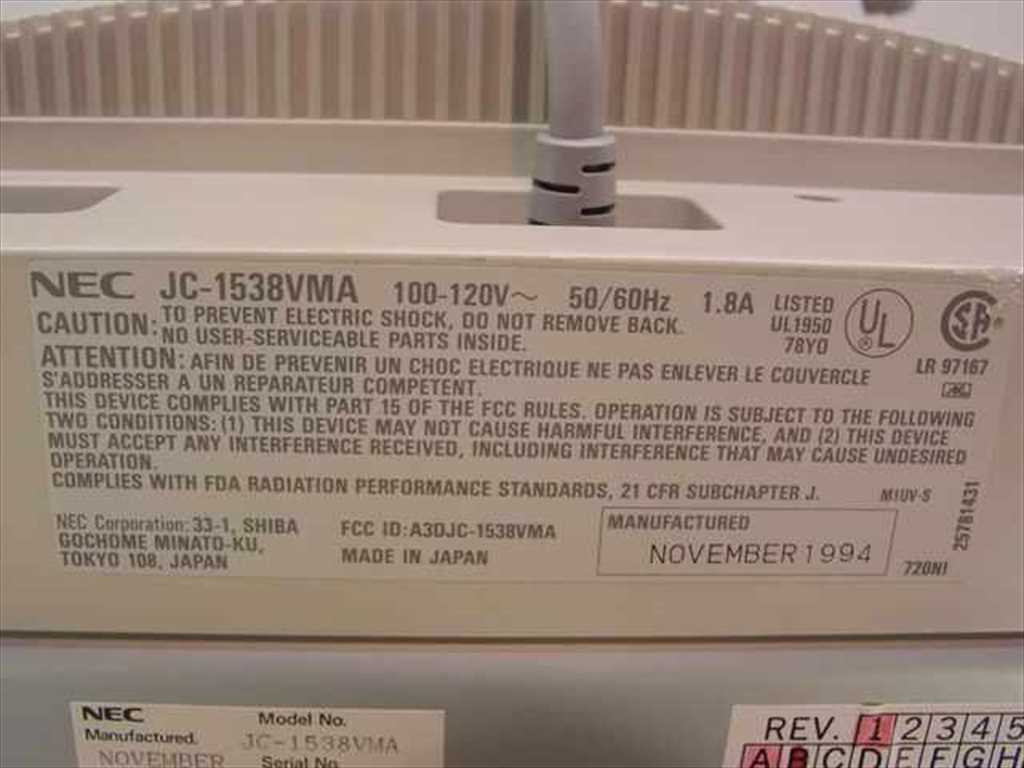 NEC JC-1538VMA 100-120V~ 50/60Hz 1.8A LISTED UL1950 78Y0 UL ®
CAUTION: TO PREVENT ELECTRIC SHOCK, DO NOT REMOVE BACK.
NO USER-SERVICEABLE PARTS INSIDE.
ATTENTION: AFIN DE PREVENIR UN CHOC ELECTRIQUE NE PAS ENLEVER LE COUVERCLE
S'ADDRESSER A UN REPARATEUR COMPETENT.
LR 97167
THIS DEVICE COMPLIES WITH PART 15 OF THE FCC RULES. OPERATION IS SUBJECT TO THE FOLLOWING
TWO CONDITIONS: (1) THIS DEVICE MAY NOT CAUSE HARMFUL INTERFERENCE, AND (2) THIS DEVICE
MUST ACCEPT ANY INTERFERENCE RECEIVED, INCLUDING INTERFERENCE THAT MAY CAUSE UNDESIRED
OPERATION.
COMPLIES WITH FDA RADIATION PERFORMANCE STANDARDS, 21 CFR SUBCHAPTER J. M1UV-S
NEC Corporation: 33-1, SHIBA
GOCHOME MINATO-KU,
TOKYO 108, JAPAN
FCC ID: A3DJC-1538VMA
MADE IN JAPAN
MANUFACTURED
NOVEMBER 1994
720N1
25781431
NEC Model No.
Manufactured. JC-1538VMA
NOVEMBER Serial No.
REV. 1 2 3 4 5
A B C D E F G H